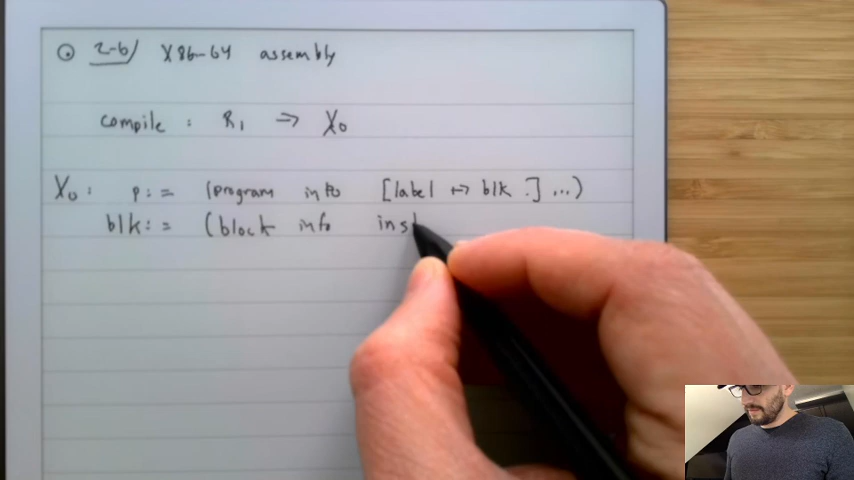 ⊙ 2-6/ X86-64 assembly
compile : R₁ ⇒ X₀
X₀: p := (program info [label ↦ blk .] ...)
blk := (block info inst